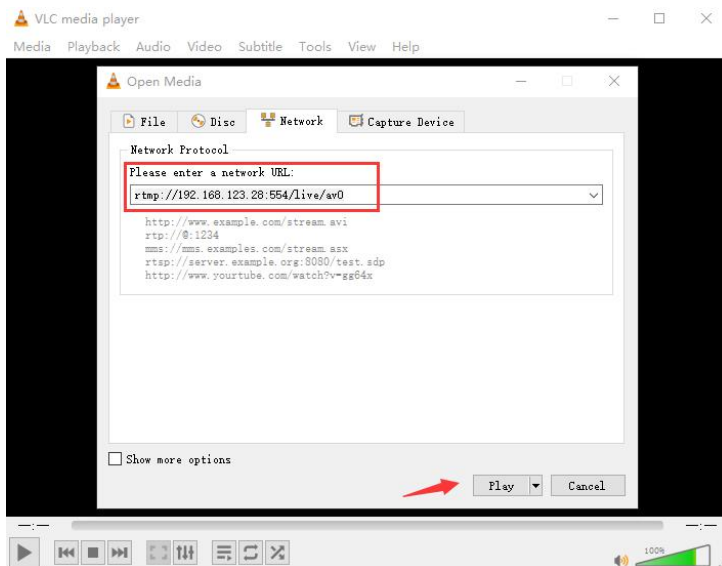 VLC media player
Media Playback Audio Video Subtitle Tools View Help
Open Media
File Disc Network Capture Device
Network Protocol
Please enter a network URL:
rtmp://192.168.123.28:554/live/av0
http://www.example.com/stream.avi
rtp://@:1234
mms://mms.examples.com/stream.asx
rtsp://server.example.org:8080/test.sdp
http://www.yourtube.com/watch?v=gg64x
Show more options
Play Cancel
--:-- --:--
100%